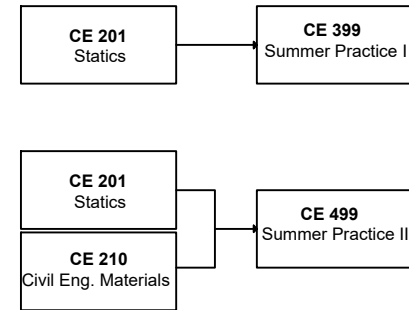 CE 201
Statics
CE 399
Summer Practice I
CE 201
Statics
CE 210
Civil Eng. Materials
CE 499
Summer Practice II